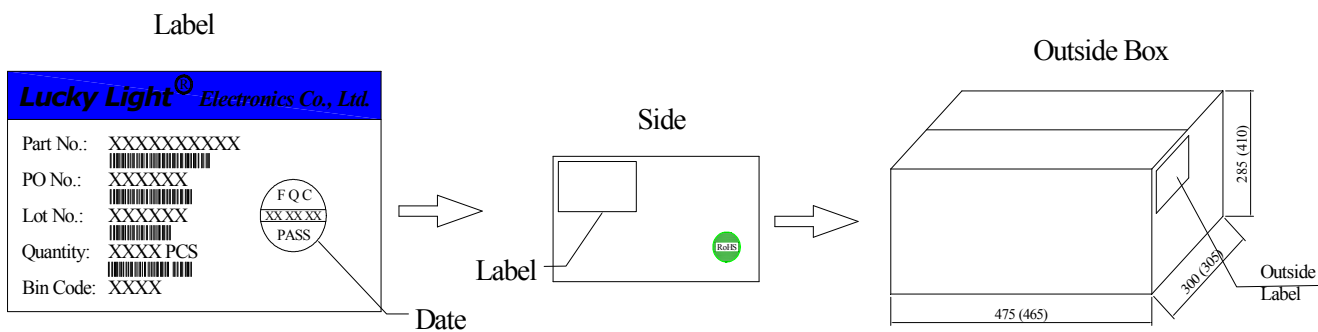 Label
Lucky Light® Electronics Co., Ltd.
Part No.: XXXXXXXXXX
PO No.: XXXXXX
Lot No.: XXXXXX
Quantity: XXXX PCS
Bin Code: XXXX
F Q C
XX XX XX
PASS
Date
Side
RoHS
Label
Outside Box
285 (410)
300 (305)
475 (465)
Outside
Label